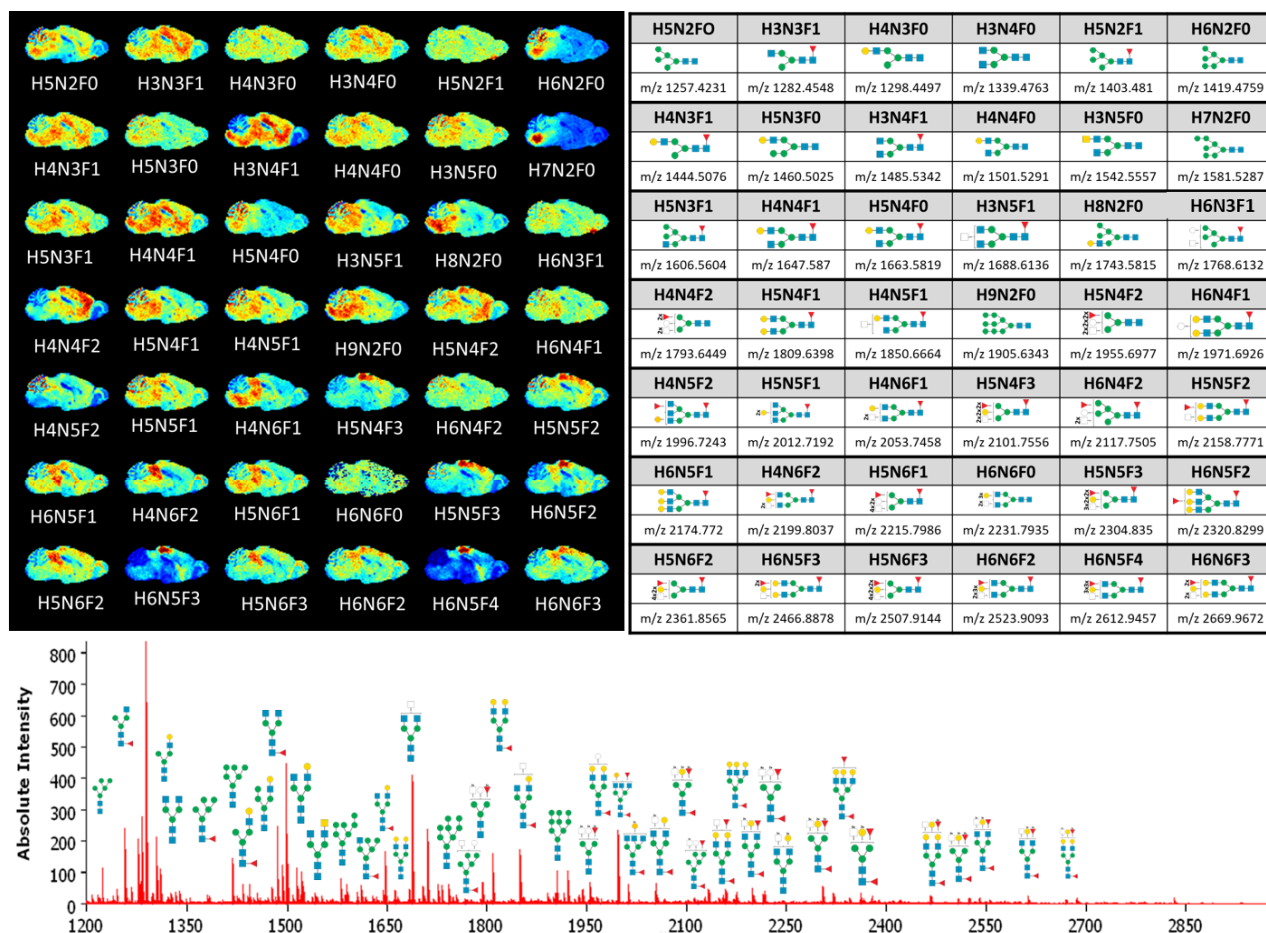 H5N2F0 H3N3F1 H4N3F0 H3N4F0 H5N2F1 H6N2F0
H4N3F1 H5N3F0 H3N4F1 H4N4F0 H3N5F0 H7N2F0
H5N3F1 H4N4F1 H5N4F0 H3N5F1 H8N2F0 H6N3F1
H4N4F2 H5N4F1 H4N5F1 H9N2F0 H5N4F2 H6N4F1
H4N5F2 H5N5F1 H4N6F1 H5N4F3 H6N4F2 H5N5F2
H6N5F1 H4N6F2 H5N6F1 H6N6F0 H5N5F3 H6N5F2
H5N6F2 H6N5F3 H5N6F3 H6N6F2 H6N5F4 H6N6F3
H5N2FO H3N3F1 H4N3F0 H3N4F0 H5N2F1 H6N2F0
m/z 1257.4231 m/z 1282.4548 m/z 1298.4497 m/z 1339.4763 m/z 1403.481 m/z 1419.4759
H4N3F1 H5N3F0 H3N4F1 H4N4F0 H3N5F0 H7N2F0
m/z 1444.5076 m/z 1460.5025 m/z 1485.5342 m/z 1501.5291 m/z 1542.5557 m/z 1581.5287
H5N3F1 H4N4F1 H5N4F0 H3N5F1 H8N2F0 H6N3F1
m/z 1606.5604 m/z 1647.587 m/z 1663.5819 m/z 1688.6136 m/z 1743.5815 m/z 1768.6132
H4N4F2 H5N4F1 H4N5F1 H9N2F0 H5N4F2 H6N4F1
m/z 1793.6449 m/z 1809.6398 m/z 1850.6664 m/z 1905.6343 m/z 1955.6977 m/z 1971.6926
H4N5F2 H5N5F1 H4N6F1 H5N4F3 H6N4F2 H5N5F2
m/z 1996.7243 m/z 2012.7192 m/z 2053.7458 m/z 2101.7556 m/z 2117.7505 m/z 2158.7771
H6N5F1 H4N6F2 H5N6F1 H6N6F0 H5N5F3 H6N5F2
m/z 2174.772 m/z 2199.8037 m/z 2215.7986 m/z 2231.7935 m/z 2304.835 m/z 2320.8299
H5N6F2 H6N5F3 H5N6F3 H6N6F2 H6N5F4 H6N6F3
m/z 2361.8565 m/z 2466.8878 m/z 2507.9144 m/z 2523.9093 m/z 2612.9457 m/z 2669.9672
Absolute Intensity
800
700
600
500
400
300
200
100
0
1200 1350 1500 1650 1800 1950 2100 2250 2400 2550 2700 2850